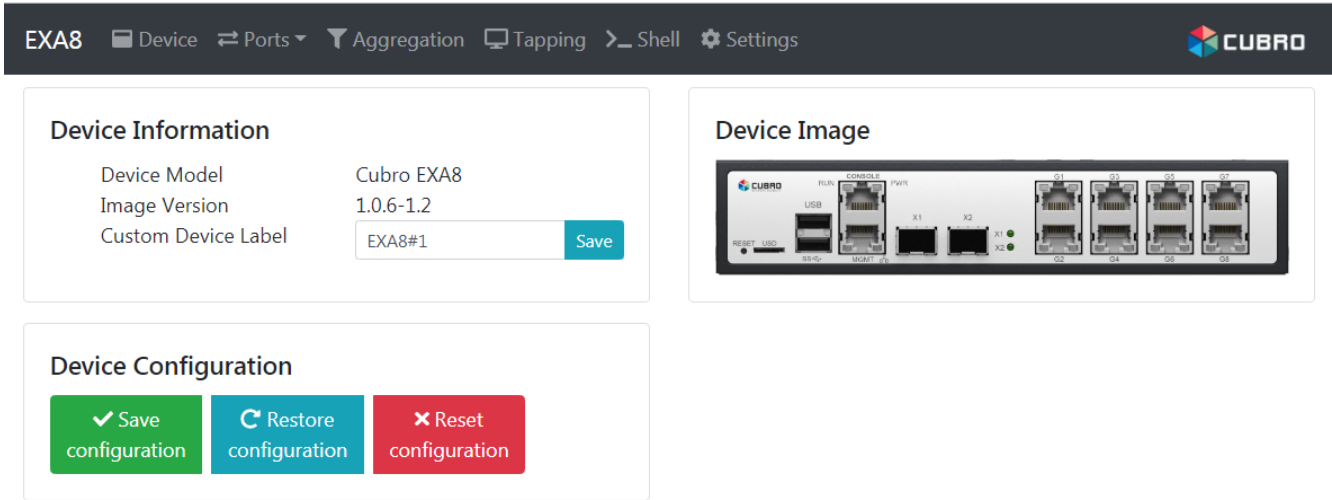 EXA8 Device Ports Aggregation Tapping Shell Settings CUBRO
Device Information
Device Model Cubro EXA8
Image Version 1.0.6-1.2
Custom Device Label EXA8#1 Save
Device Image
CUBRO RUN CONSOLE PWR G1 G3 G5 G7
USB
X1 X2
X1
X2
RESET USD
SS MGMT G2 G4 G6 G8
Device Configuration
Save configuration
Restore configuration
Reset configuration